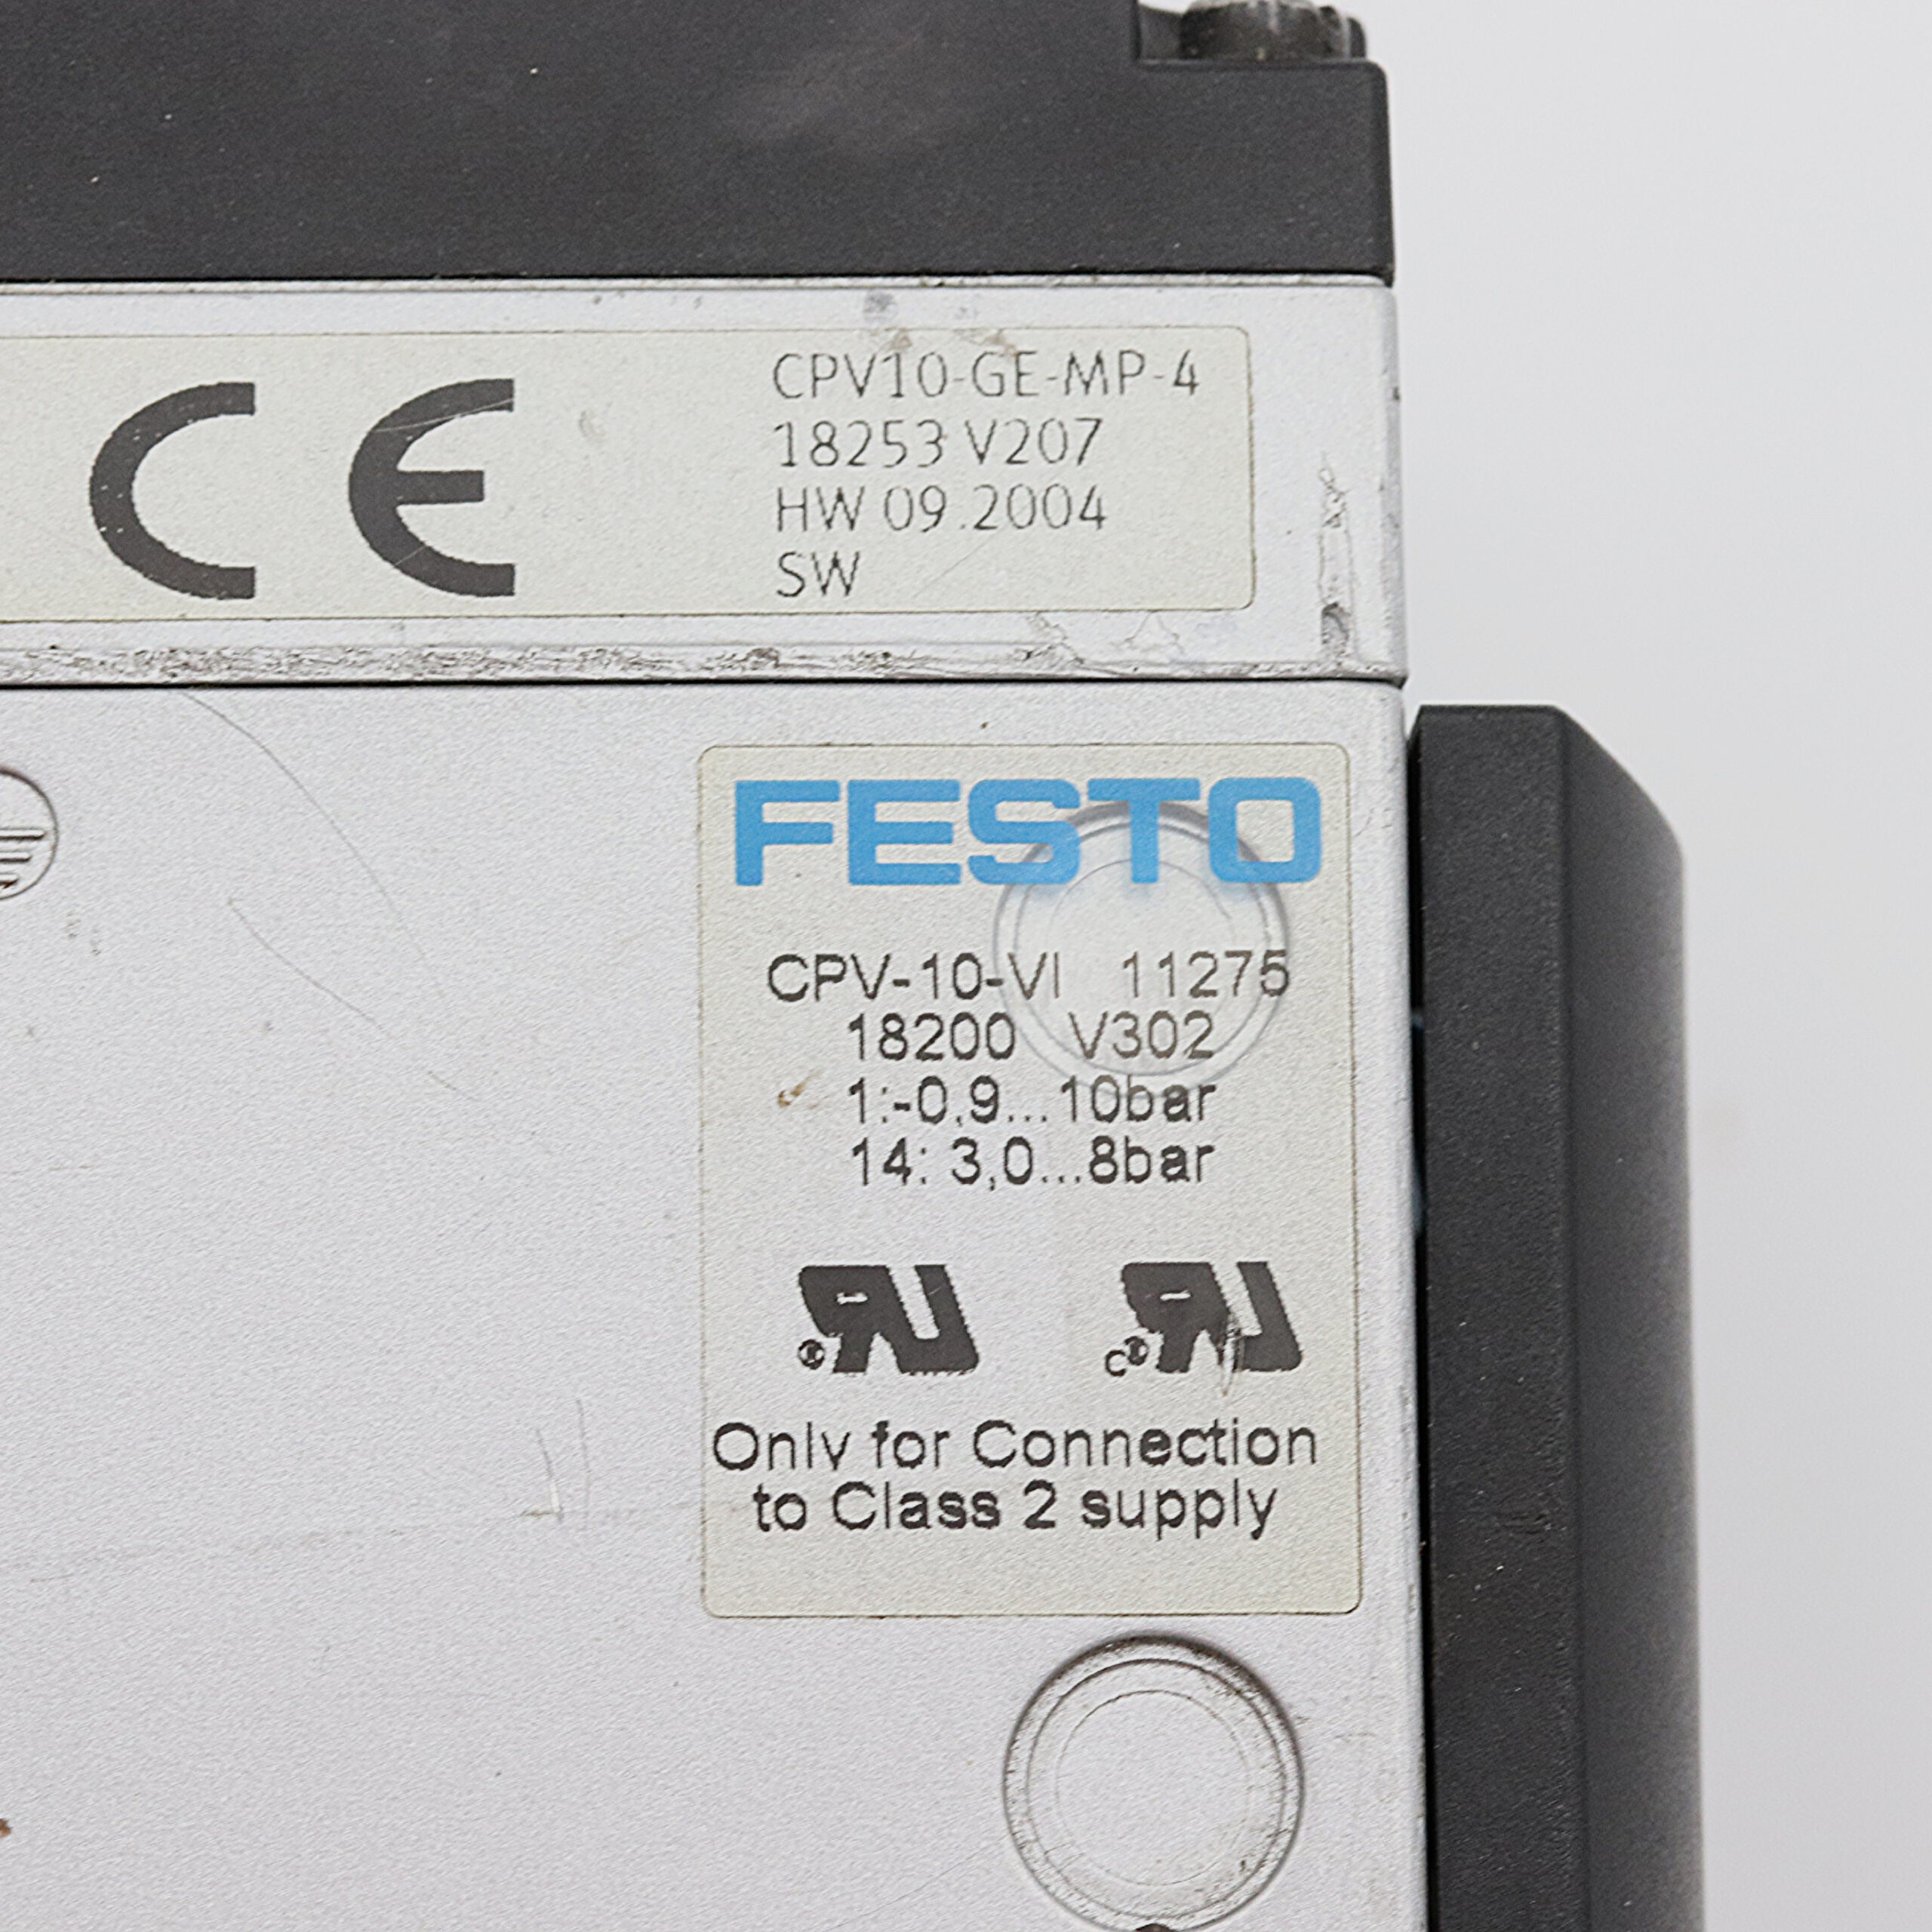 CE
CPV10-GE-MP-4
18253 V207
HW 09.2004
SW
FESTO
CPV-10-VI 11275
18200 V302
1:-0,9...10bar
14: 3,0...8bar
Only for Connection
to Class 2 supply